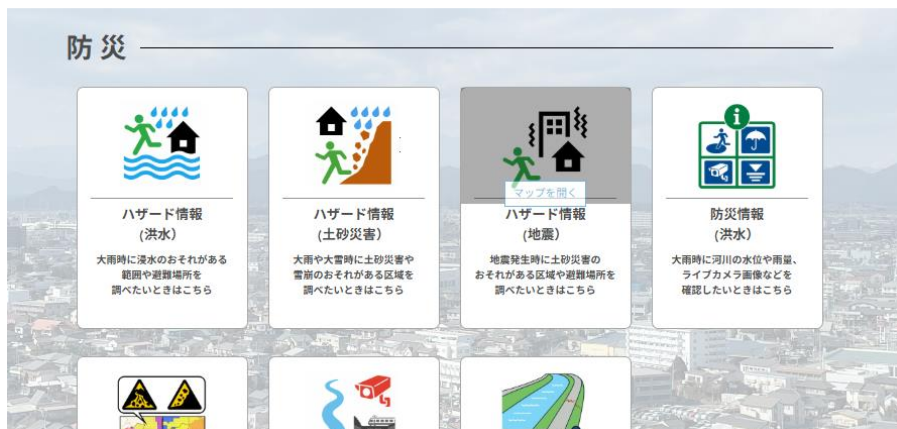 防災
ハザード情報
(洪水)
大雨時に浸水のおそれがある
範囲や避難場所を
調べたいときはこちら
ハザード情報
(土砂災害)
大雨や大雪時に土砂災害や
雪崩のおそれがある区域を
調べたいときはこちら
マップを開く
ハザード情報
(地震)
地震発生時に土砂災害の
おそれがある区域や避難場所を
調べたいときはこちら
i
防災情報
(洪水)
大雨時に河川の水位や雨量、
ライブカメラ画像などを
確認したいときはこちら